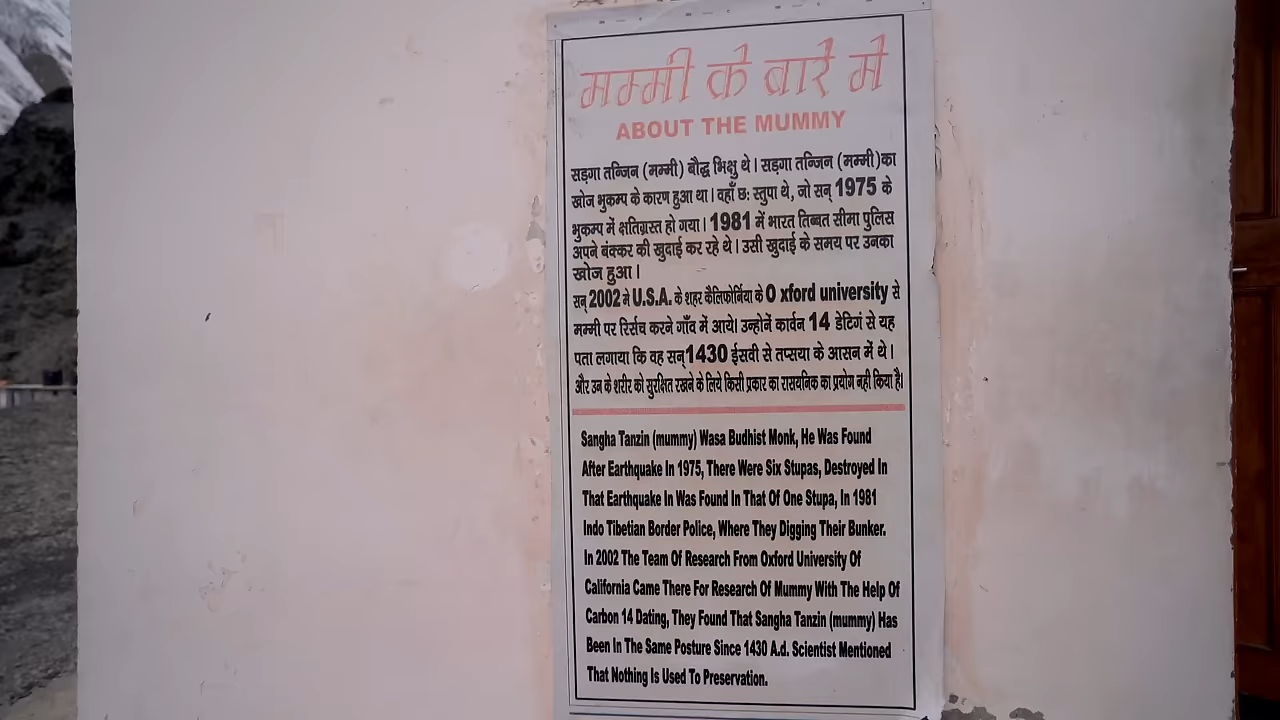 मम्मी के बारे मे
ABOUT THE MUMMY
सड़गा तन्जिन (मम्मी) बौद्ध भिक्षु थे। सड़गा तन्जिन (मम्मी)का
खोज भुकम्प के कारण हुआ था। वहाँ छः स्तुपा थे, जो सन् 1975 के
भुकम्प में क्षतिग्रस्त हो गया। 1981 में भारत तिब्बत सीमा पुलिस
अपने बंक्कर की खुदाई कर रहे थे। उसी खुदाई के समय पर उनका
खोज हुआ।
सन् 2002 मे U.S.A. के शहर कैलिफोर्निया के O xford university से
मम्मी पर रिर्सच करने गाँव में आये। उन्होनें कार्वन 14 डेटिगं से यह
पता लगाया कि वह सन्1430 ईसवी से तप्सया के आसन में थे।
और उन के शरीर को सुरक्षित रखने के लिये किसी प्रकार का रासयनिक का प्रयोग नही किया है।
Sangha Tanzin (mummy) Wasa Budhist Monk, He Was Found
After Earthquake In 1975, There Were Six Stupas, Destroyed In
That Earthquake In Was Found In That Of One Stupa, In 1981
Indo Tibetian Border Police, Where They Digging Their Bunker.
In 2002 The Team Of Research From Oxford University Of
California Came There For Research Of Mummy With The Help Of
Carbon 14 Dating, They Found That Sangha Tanzin (mummy) Has
Been In The Same Posture Since 1430 A.d. Scientist Mentioned
That Nothing Is Used To Preservation.